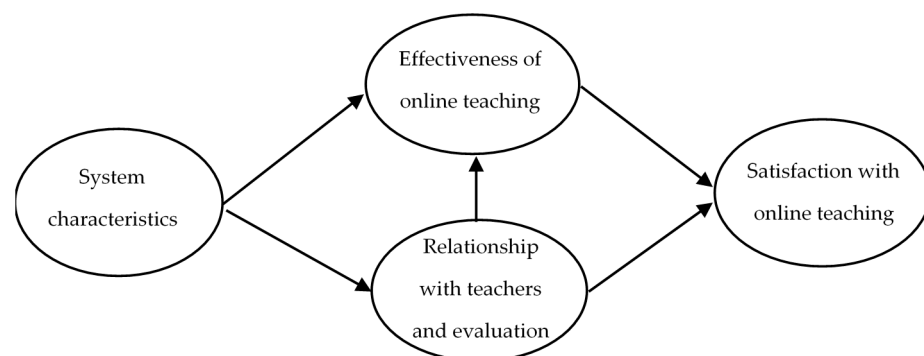 Effectiveness of
online teaching
System
characteristics
Satisfaction with
online teaching
Relationship
with teachers
and evaluation